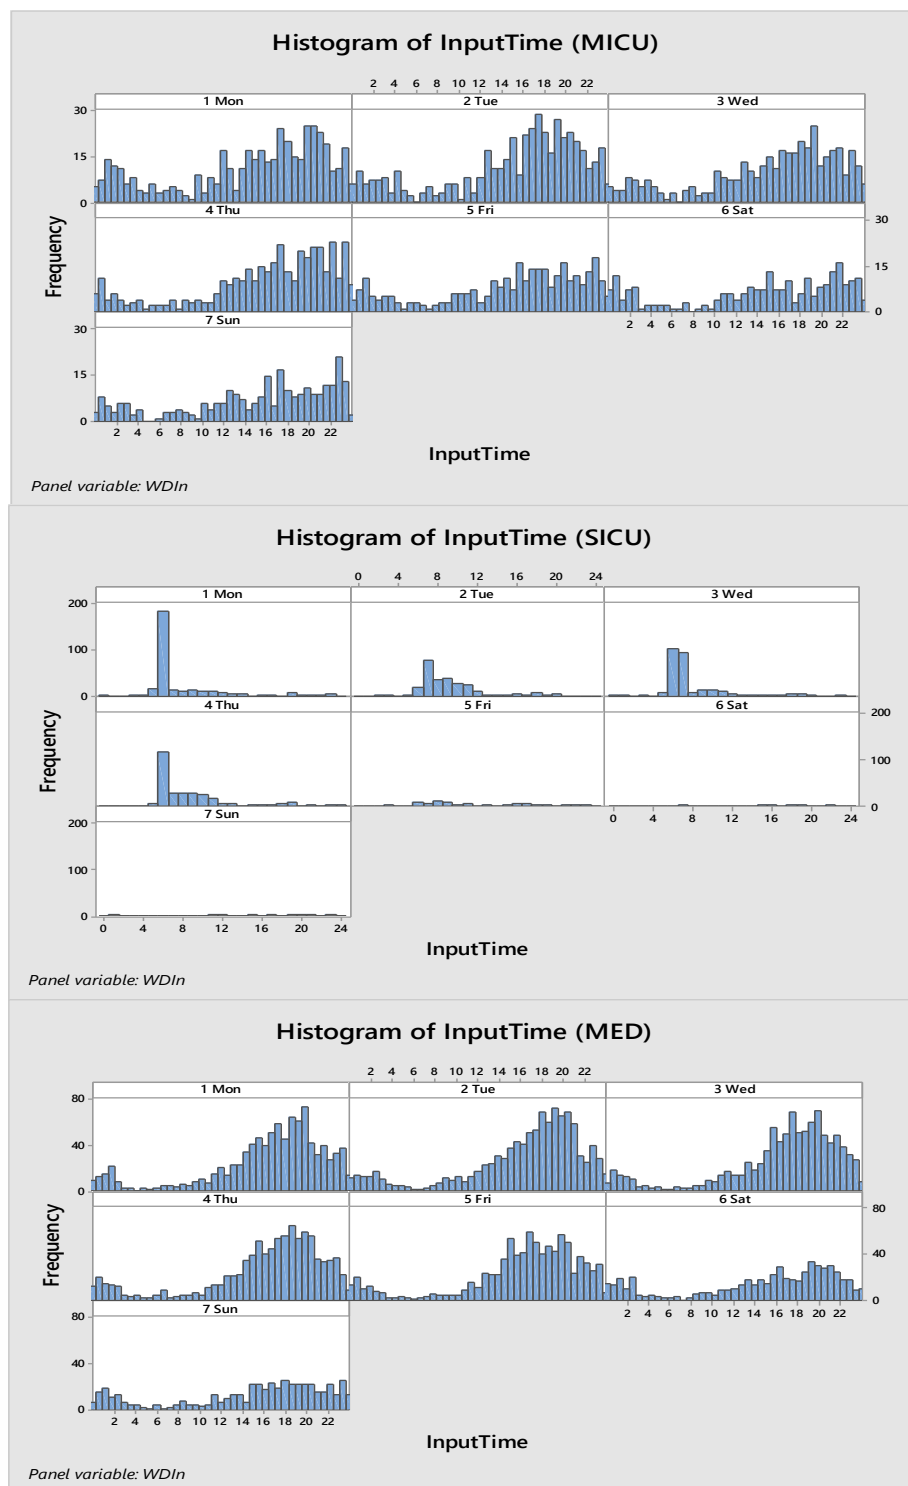 Histogram of InputTime (MICU)
2 4 6 8 10 12 14 16 18 20 22
1 Mon 2 Tue 3 Wed
30
15
0
4 Thu 5 Fri 6 Sat
30
15
0
2 4 6 8 10 12 14 16 18 20 22
7 Sun
30
15
0
2 4 6 8 10 12 14 16 18 20 22
Frequency
InputTime
Panel variable: WDIn
Histogram of InputTime (SICU)
0 4 8 12 16 20 24
1 Mon 2 Tue 3 Wed
200
100
0
4 Thu 5 Fri 6 Sat
200
100
0
0 4 8 12 16 20 24
7 Sun
200
100
0
0 4 8 12 16 20 24
Frequency
InputTime
Panel variable: WDIn
Histogram of InputTime (MED)
2 4 6 8 10 12 14 16 18 20 22
1 Mon 2 Tue 3 Wed
80
40
0
4 Thu 5 Fri 6 Sat
80
40
0
2 4 6 8 10 12 14 16 18 20 22
7 Sun
80
40
0
2 4 6 8 10 12 14 16 18 20 22
Frequency
InputTime
Panel variable: WDIn